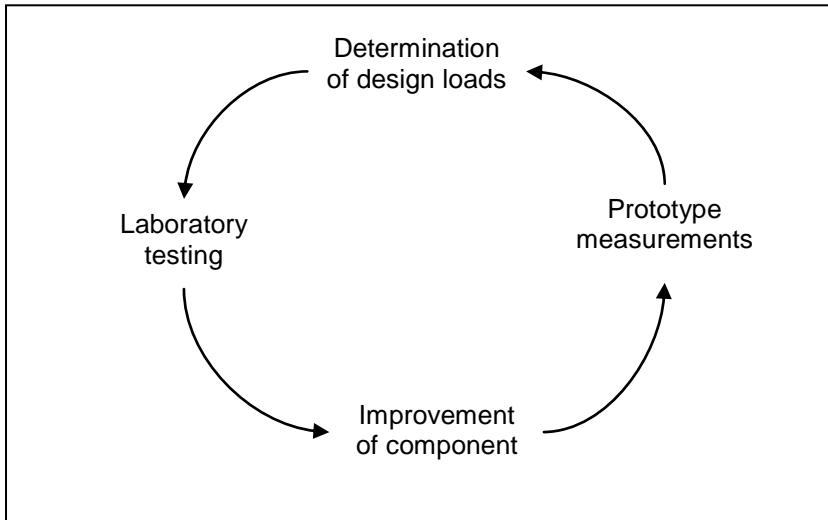 Determination
of design loads
Laboratory
testing
Prototype
measurements
Improvement
of component